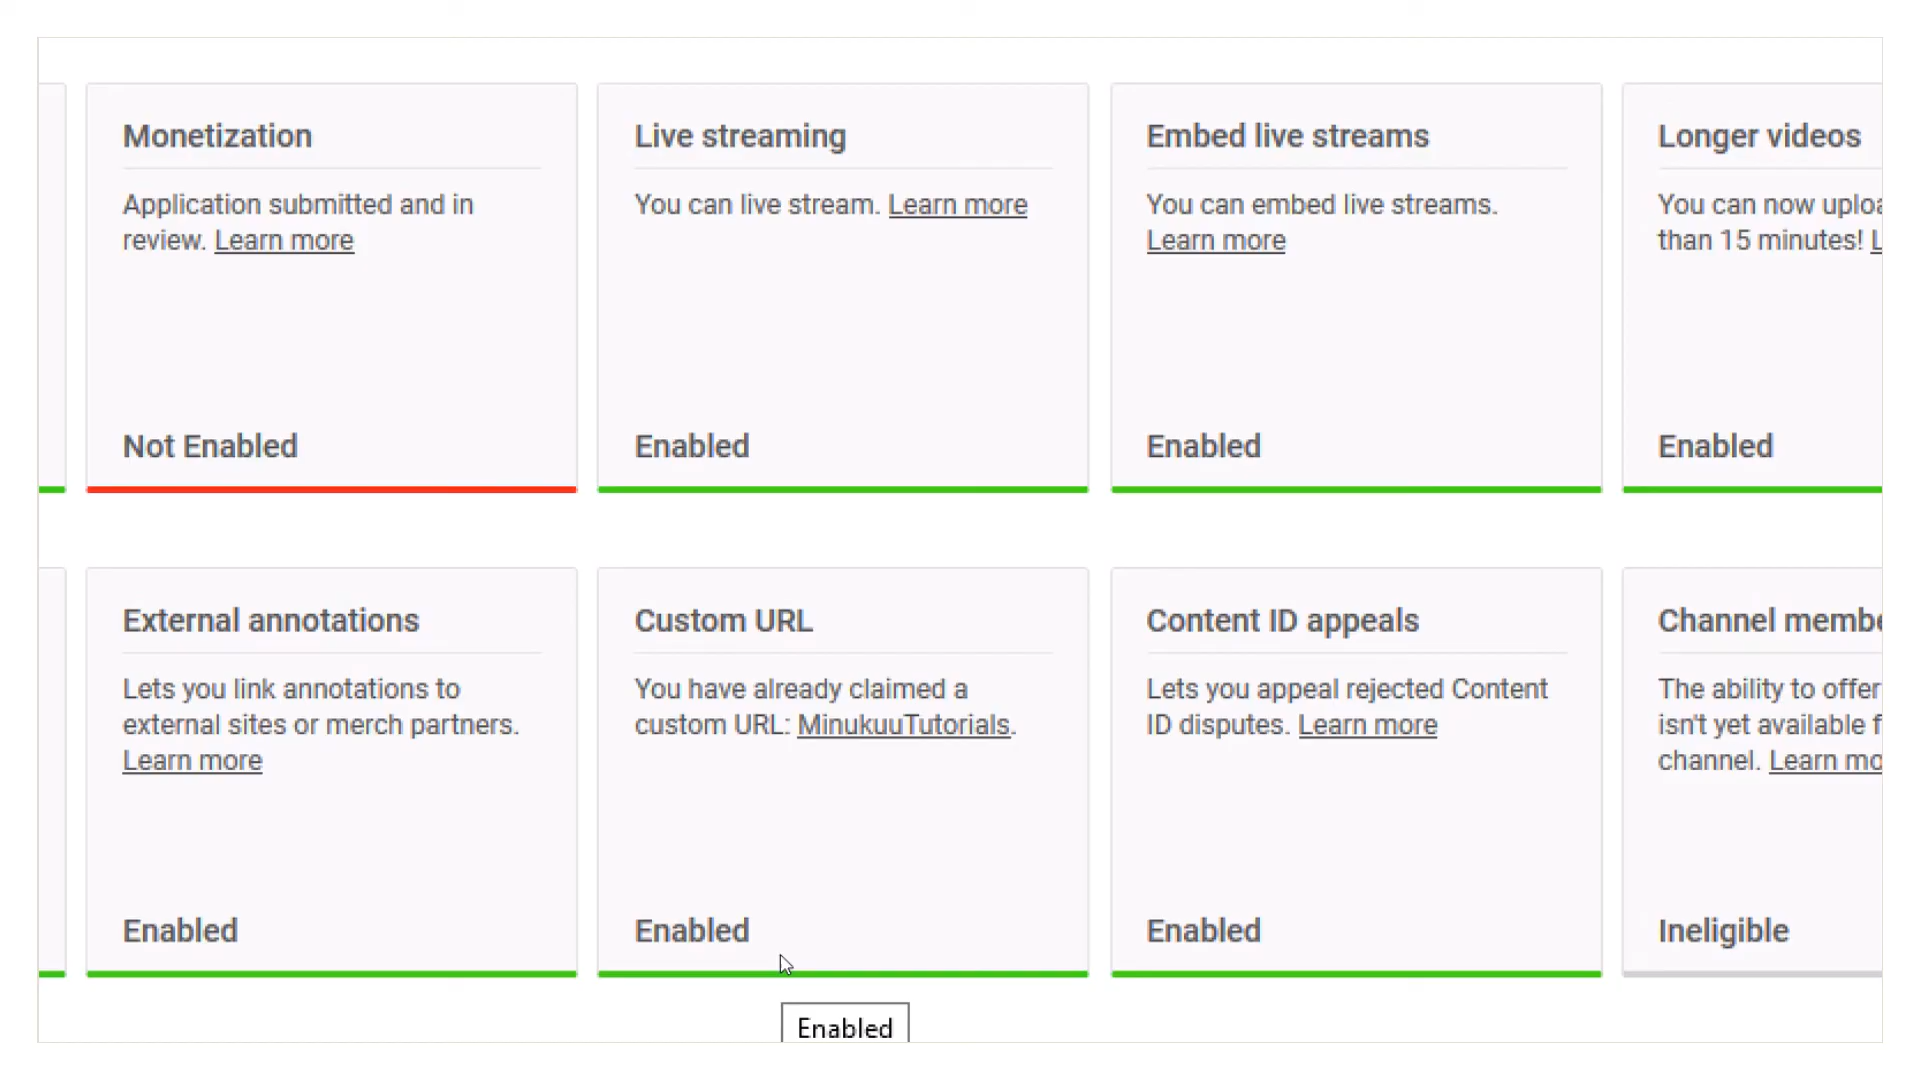 Monetization
Application submitted and in
review. Learn more
Not Enabled
Live streaming
You can live stream. Learn more
Enabled
Embed live streams
You can embed live streams.
Learn more
Enabled
Longer videos
You can now
than 15 minutes!
Enabled
External annotations
Lets you link annotations to
external sites or merch partners.
Learn more
Enabled
Custom URL
You have already claimed a
custom URL: MinukuuTutorials.
Enabled
Content ID appeals
Lets you appeal rejected Content
ID disputes. Learn more
Enabled
Channel
The ability to offer
isn't yet available
channel. Learn
Ineligible
Enabled